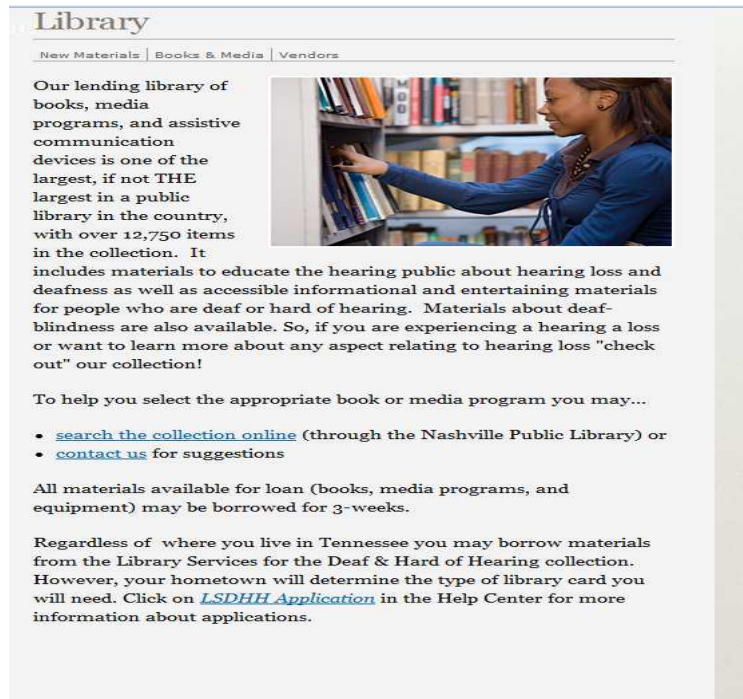 Library
New Materials | Books & Media | Vendors
Our lending library of
books, media
programs, and assistive
communication
devices is one of the
largest, if not THE
largest in a public
library in the country,
with over 12,750 items
in the collection. It
includes materials to educate the hearing public about hearing loss and
deafness as well as accessible informational and entertaining materials
for people who are deaf or hard of hearing. Materials about deaf-
blindness are also available. So, if you are experiencing a hearing a loss
or want to learn more about any aspect relating to hearing loss "check
out" our collection!
To help you select the appropriate book or media program you may...
• search the collection online (through the Nashville Public Library) or
• contact us for suggestions
All materials available for loan (books, media programs, and
equipment) may be borrowed for 3-weeks.
Regardless of where you live in Tennessee you may borrow materials
from the Library Services for the Deaf & Hard of Hearing collection.
However, your hometown will determine the type of library card you
will need. Click on LSDHH Application in the Help Center for more
information about applications.